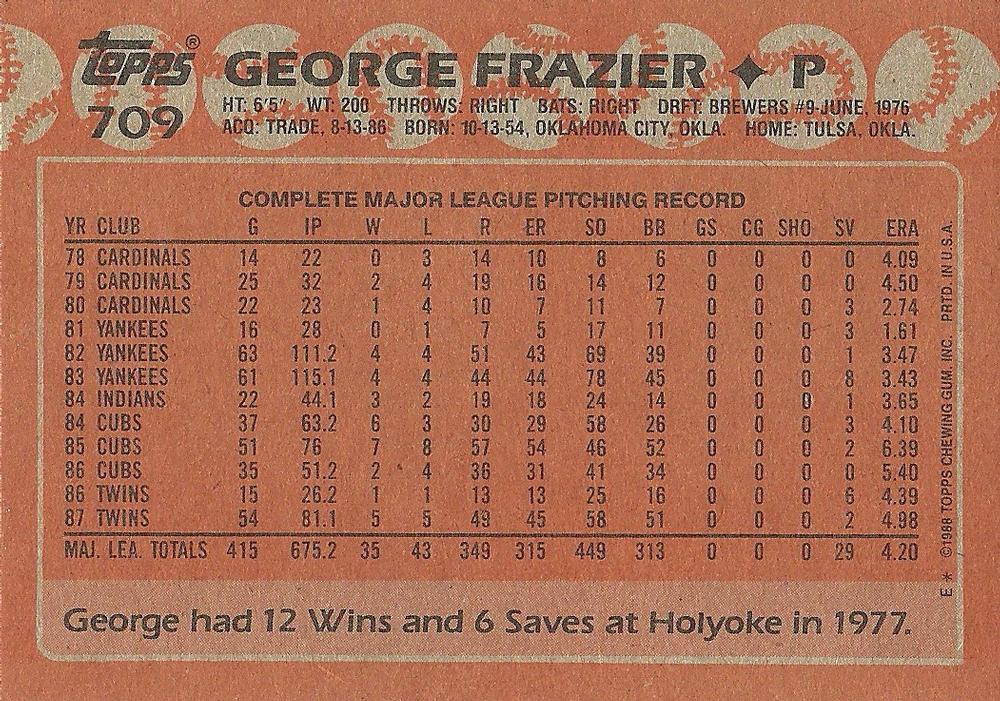 Topps® GEORGE FRAZIER ✦ P
709 HT: 6'5" WT: 200 THROWS: RIGHT BATS: RIGHT DRFT: BREWERS #9-JUNE, 1976
ACQ: TRADE, 8-13-86 BORN: 10-13-54, OKLAHOMA CITY, OKLA. HOME: TULSA, OKLA.
COMPLETE MAJOR LEAGUE PITCHING RECORD
YR CLUB G IP W L R ER SO BB GS CG SHO SV ERA
78 CARDINALS 14 22 0 3 14 10 8 6 0 0 0 0 4.09
79 CARDINALS 25 32 2 4 19 16 14 12 0 0 0 0 4.50
80 CARDINALS 22 23 1 4 10 7 11 7 0 0 0 3 2.74
81 YANKEES 16 28 0 1 7 5 17 11 0 0 0 3 1.61
82 YANKEES 63 111.2 4 4 51 43 69 39 0 0 0 1 3.47
83 YANKEES 61 115.1 4 4 44 44 78 45 0 0 0 8 3.43
84 INDIANS 22 44.1 3 2 19 18 24 14 0 0 0 1 3.65
84 CUBS 37 63.2 6 3 30 29 58 26 0 0 0 3 4.10
85 CUBS 51 76 7 8 57 54 46 52 0 0 0 2 6.39
86 CUBS 35 51.2 2 4 36 31 41 34 0 0 0 0 5.40
86 TWINS 15 26.2 1 1 13 13 25 16 0 0 0 6 4.39
87 TWINS 54 81.1 5 5 49 45 58 51 0 0 0 2 4.98
MAJ. LEA. TOTALS 415 675.2 35 43 349 315 449 313 0 0 0 29 4.20
George had 12 Wins and 6 Saves at Holyoke in 1977.
E* ©1988 TOPPS CHEWING GUM, INC. PRTD. IN U.S.A.